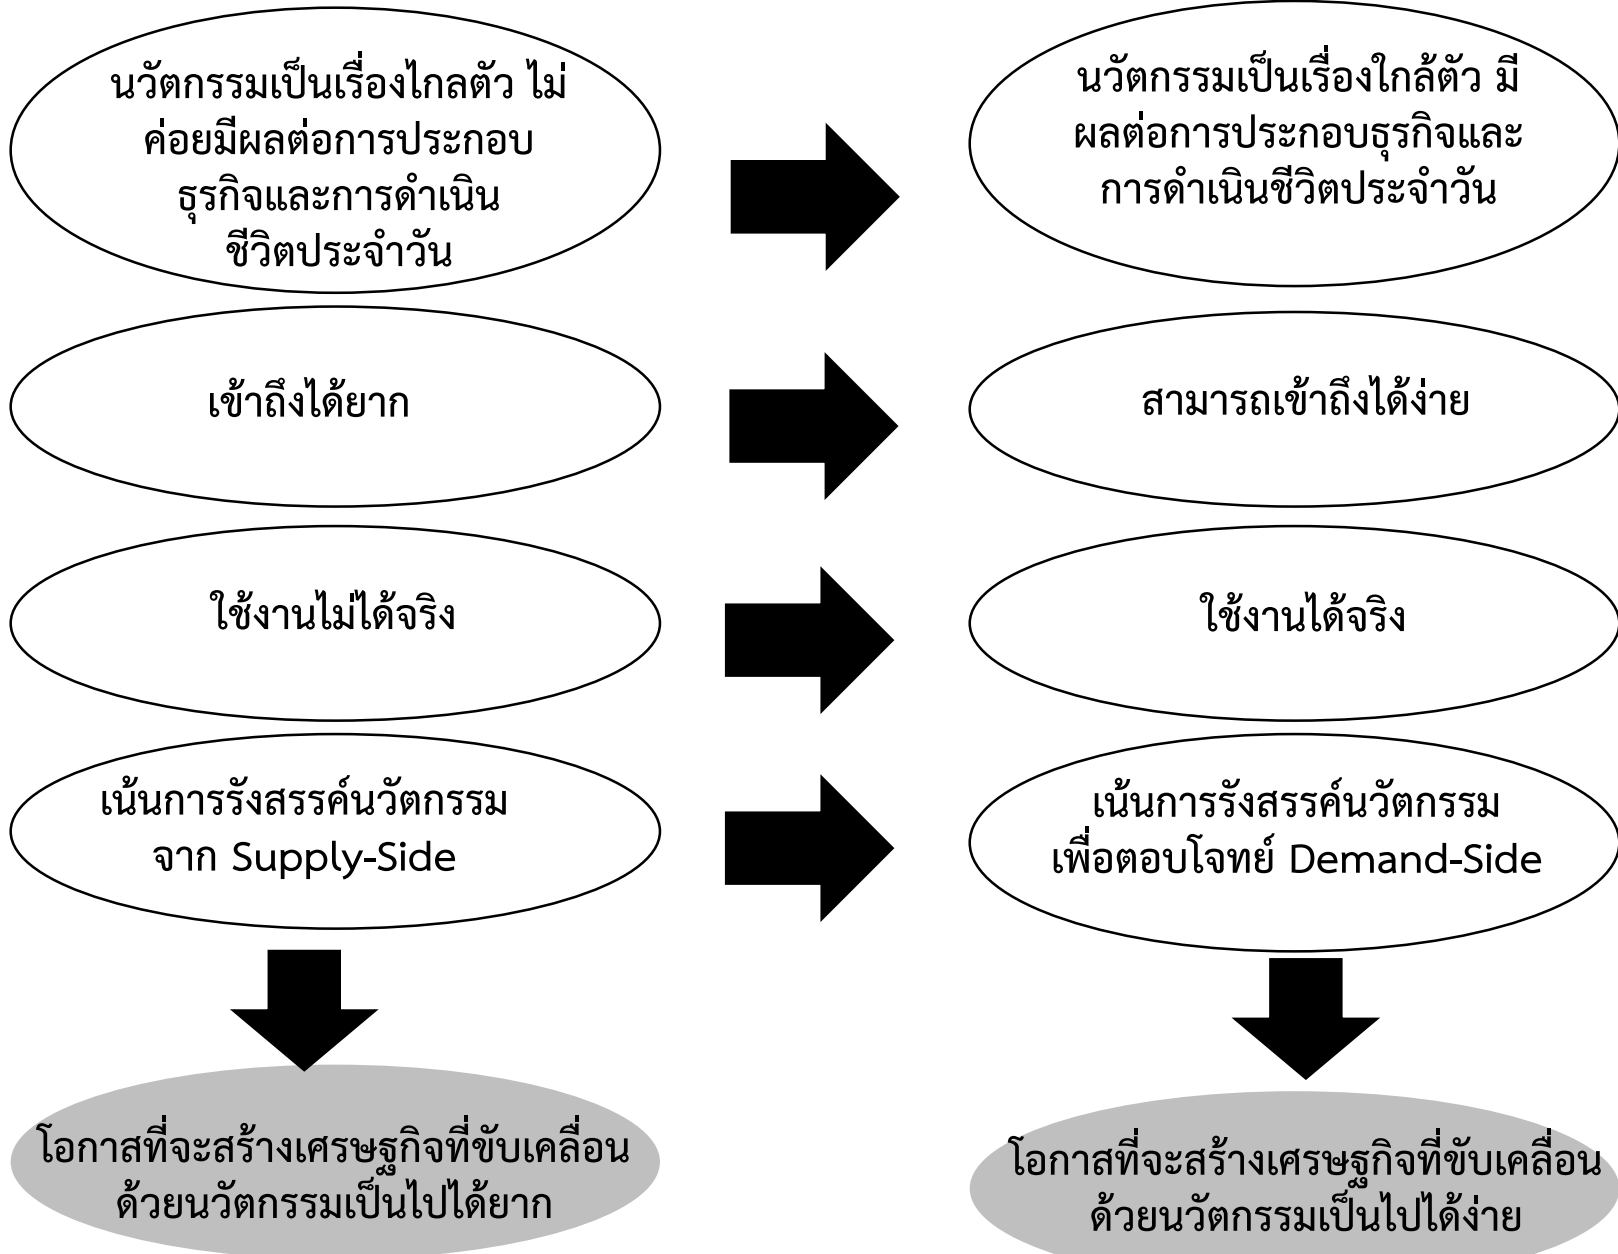 นวัตกรรมเป็นเรื่องไกลตัว ไม่
ค่อยมีผลต่อการประกอบ
ธุรกิจและการดำเนิน
ชีวิตประจำวัน
นวัตกรรมเป็นเรื่องใกล้ตัว มี
ผลต่อการประกอบธุรกิจและ
การดำเนินชีวิตประจำวัน
เข้าถึงได้ยาก
สามารถเข้าถึงได้ง่าย
ใช้งานไม่ได้จริง
ใช้งานได้จริง
เน้นการรังสรรค์นวัตกรรม
จาก Supply-Side
เน้นการรังสรรค์นวัตกรรม
เพื่อตอบโจทย์ Demand-Side
โอกาสที่จะสร้างเศรษฐกิจที่ขับเคลื่อน
ด้วยนวัตกรรมเป็นไปได้ยาก
โอกาสที่จะสร้างเศรษฐกิจที่ขับเคลื่อน
ด้วยนวัตกรรมเป็นไปได้ง่าย